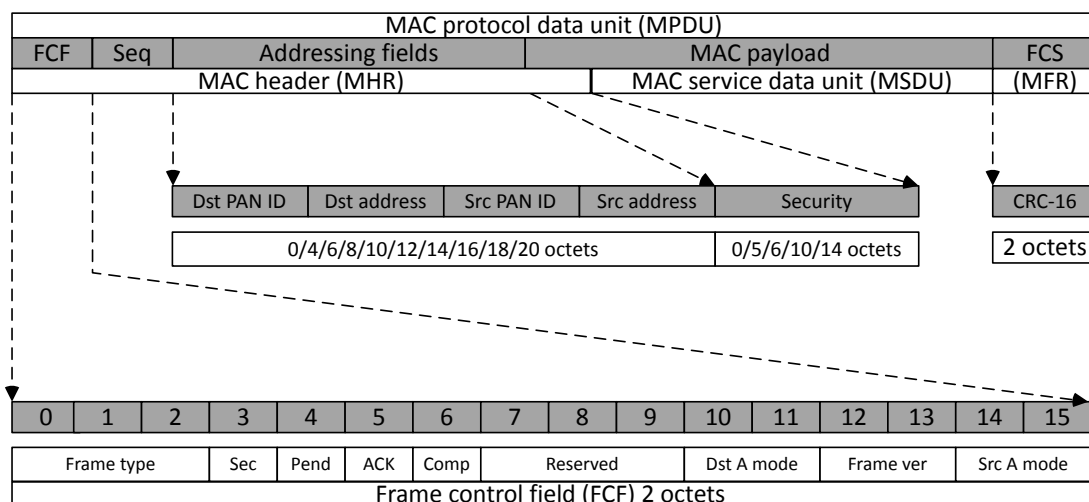 MAC protocol data unit (MPDU)
FCF Seq Addressing fields MAC payload FCS
MAC header (MHR) MAC service data unit (MSDU) (MFR)
Dst PAN ID Dst address Src PAN ID Src address Security CRC-16
0/4/6/8/10/12/14/16/18/20 octets 0/5/6/10/14 octets 2 octets
0 1 2 3 4 5 6 7 8 9 10 11 12 13 14 15
Frame type Sec Pend ACK Comp Reserved Dst A mode Frame ver Src A mode
Frame control field (FCF) 2 octets